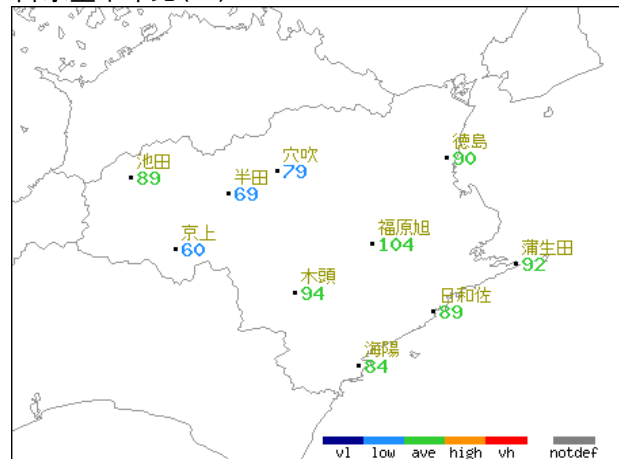 徳島
90
池田
89
穴吹
79
半田
69
京上
60
福原旭
104
蒲生田
92
木頭
94
日和佐
89
海陽
84
vl low ave high vh notdef